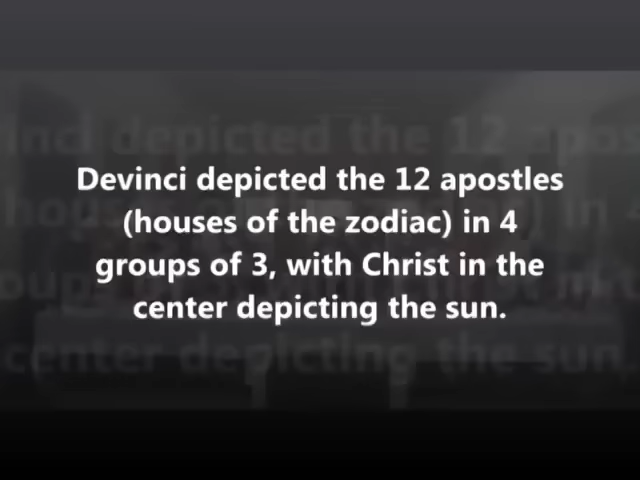 Devinci depicted the 12 apostles
(houses of the zodiac) in 4
groups of 3, with Christ in the
center depicting the sun.